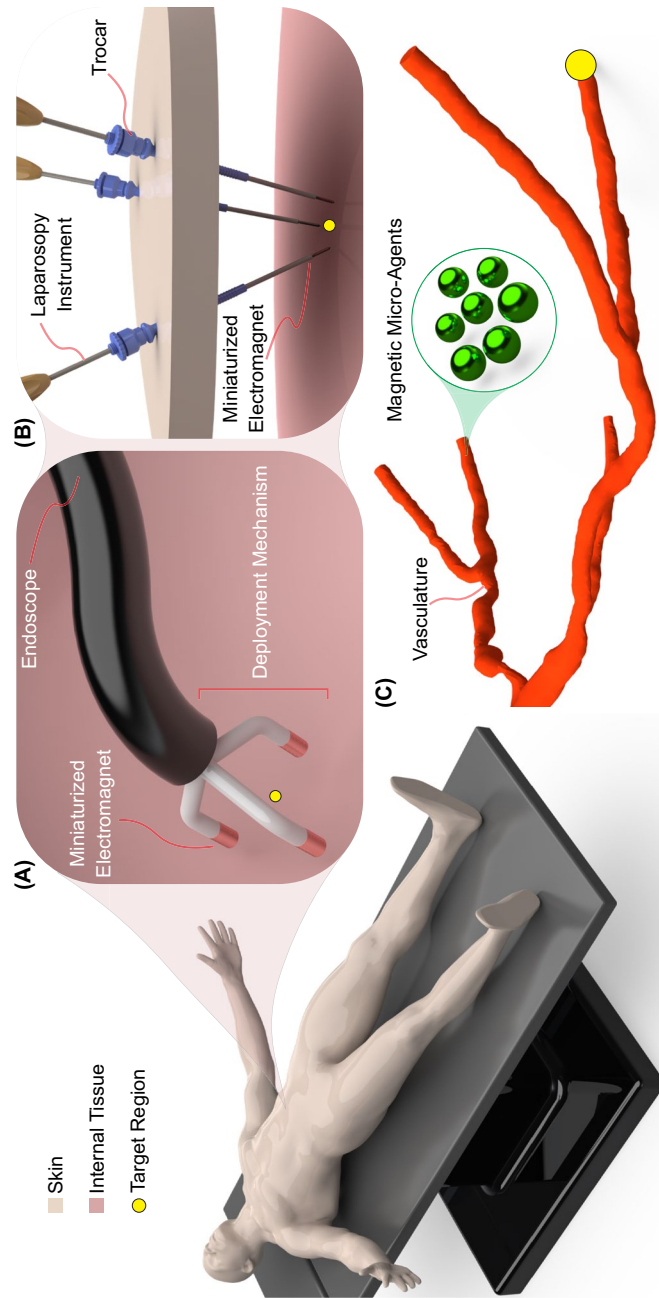 Skin
Internal Tissue
Target Region
(A)
Miniaturized
Electromagnet
Endoscope
Deployment Mechanism
(B)
Laparosopy
Instrument
Trocar
Miniaturized
Electromagnet
(C)
Vasculature
Magnetic Micro-Agents